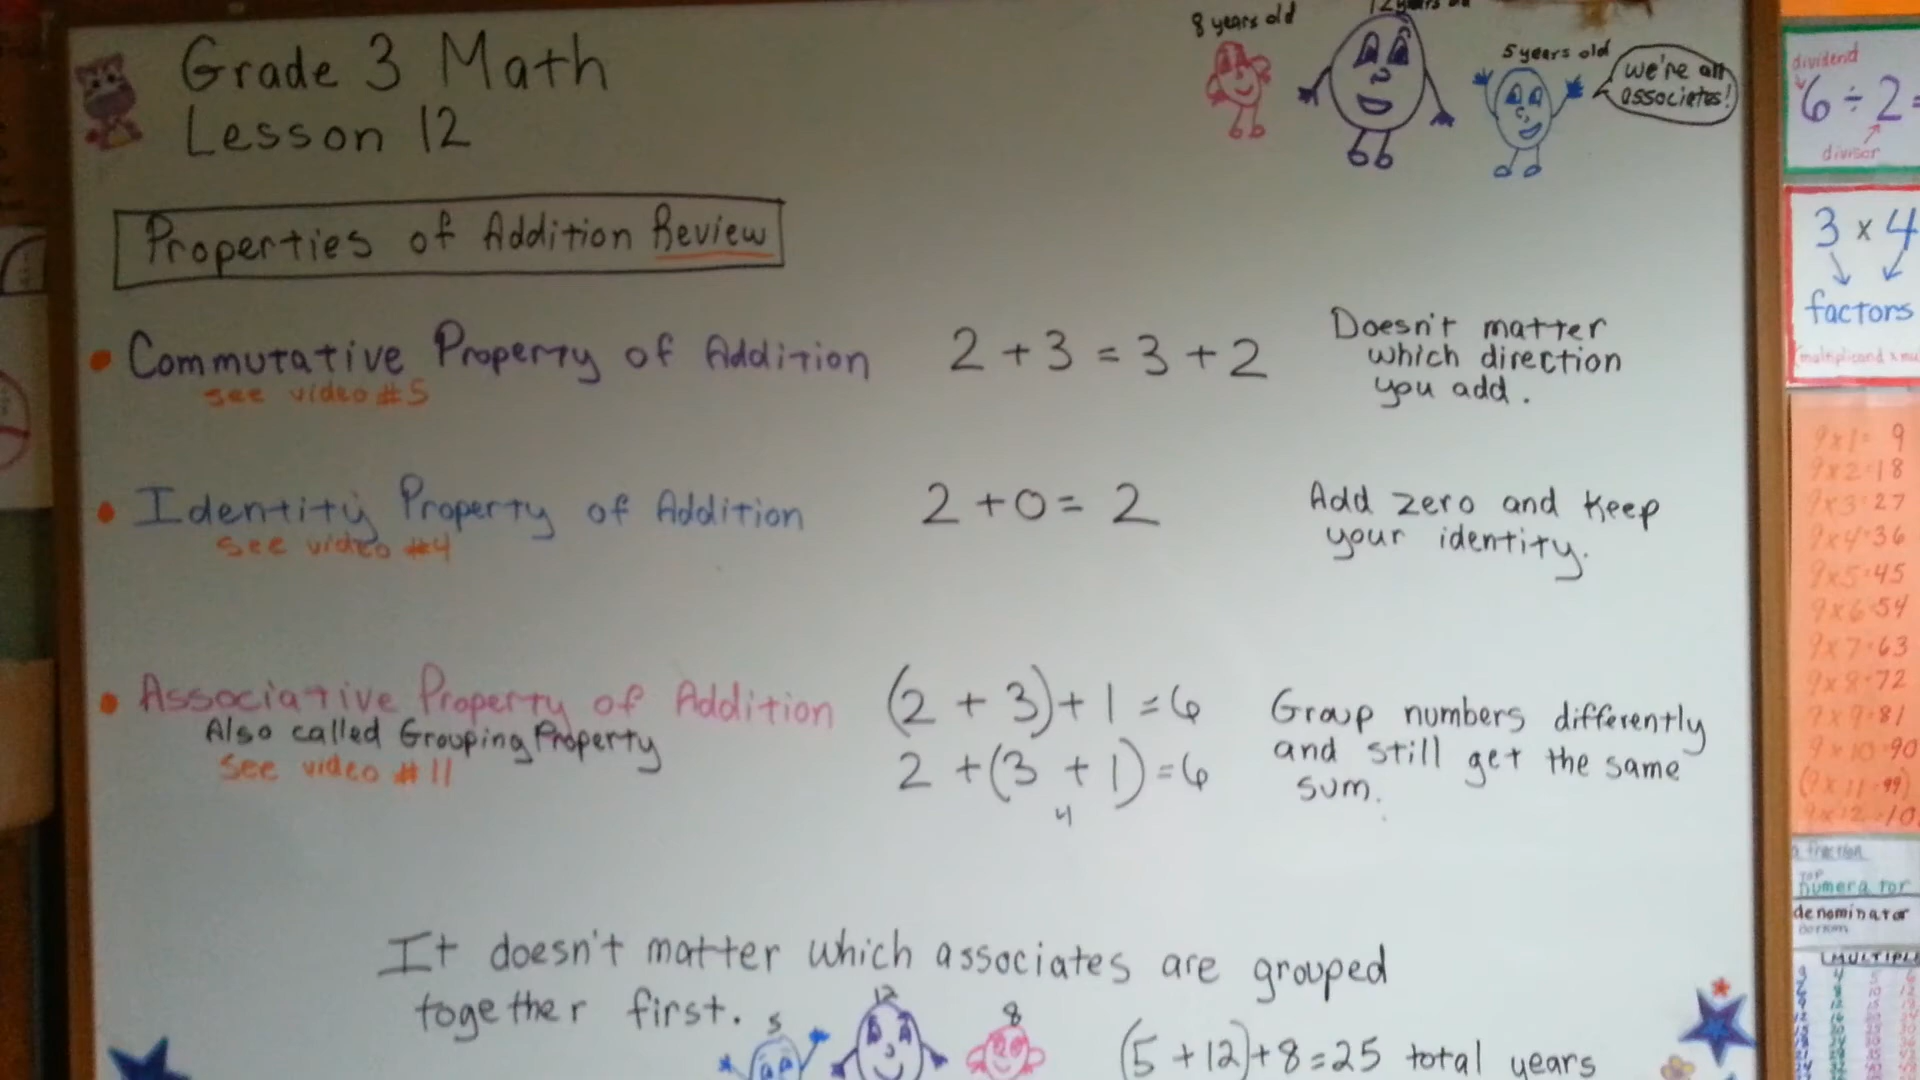 Grade 3 Math
Lesson 12
8 years old
5 years old
we're all
associates!
Properties of Addition Review
Commutative Property of Addition
see video #5
2 + 3 = 3 + 2
Doesn't matter
which direction
you add.
Identity Property of Addition
see video #4
2 + 0 = 2
Add zero and keep
your identity.
Associative Property of Addition
Also called Grouping Property
see video #11
(2 + 3) + 1 = 6
2 + (3 + 1) = 6
4
Group numbers differently
and still get the same
sum.
It doesn't matter which associates are grouped
together first.
5
12
8
(5 + 12) + 8 = 25 total years
dividend
6 ÷ 2 =
divisor
3 x 4
factors
9x1= 9
9x2=18
9x3=27
9x4=36
9x5=45
9x6=54
9x7=63
9x8=72
9x9=81
9x10=90
(9x11=99)
a fraction
top
numerator
denominator
bottom